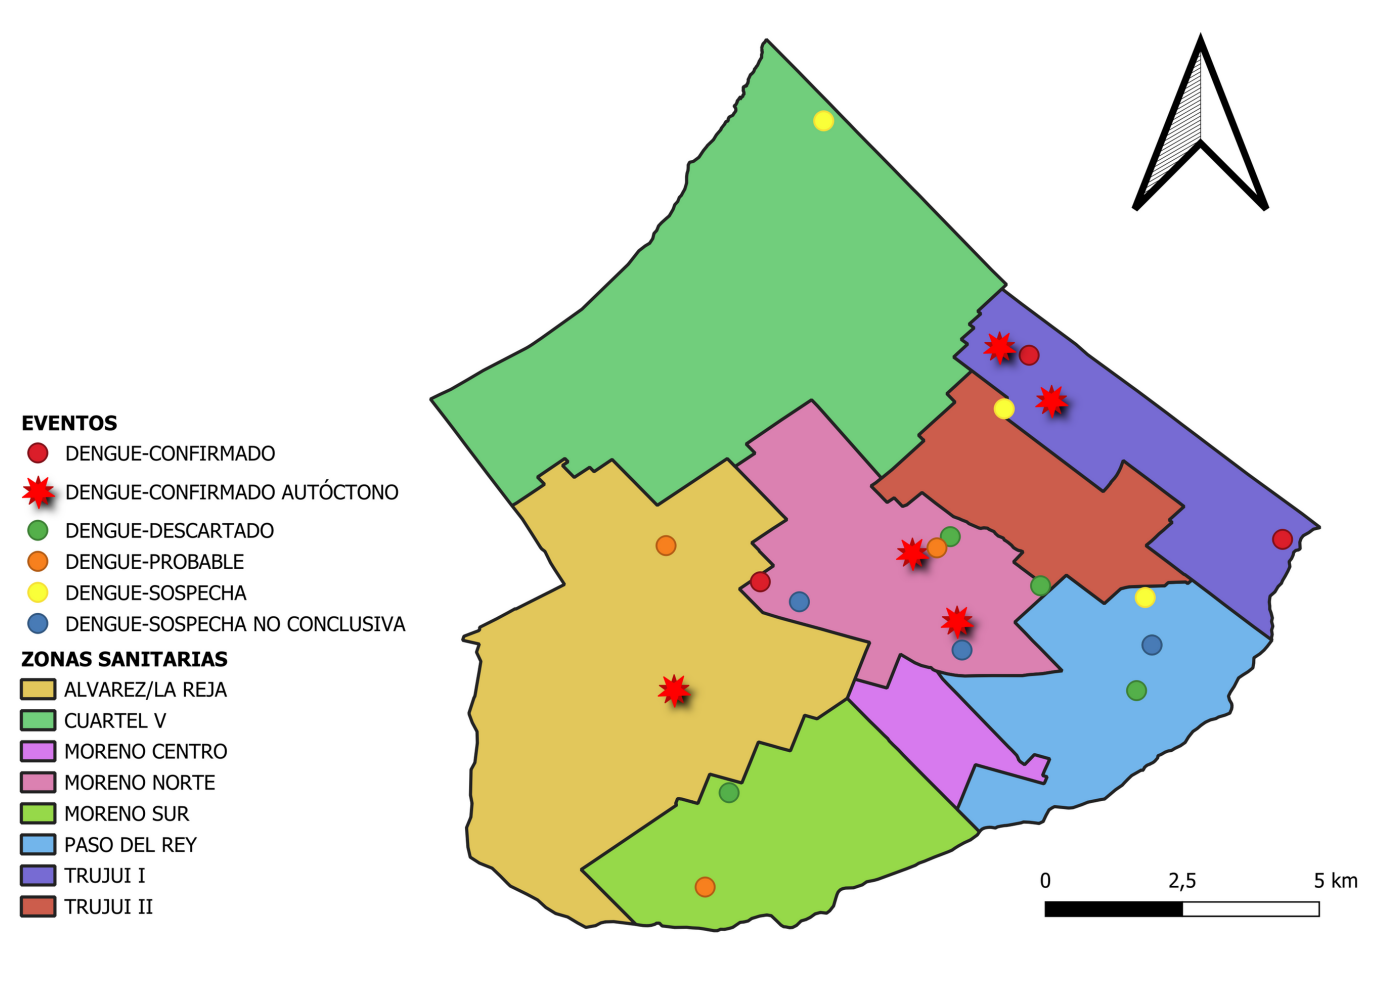 EVENTOS
DENGUE-CONFIRMADO
DENGUE-CONFIRMADO AUTÓCTONO
DENGUE-DESCARTADO
DENGUE-PROBABLE
DENGUE-SOSPECHA
DENGUE-SOSPECHA NO CONCLUSIVA
ZONAS SANITARIAS
ALVAREZ/LA REJA
CUARTEL V
MORENO CENTRO
MORENO NORTE
MORENO SUR
PASO DEL REY
TRUJUI I
TRUJUI II
0 2,5 5 km